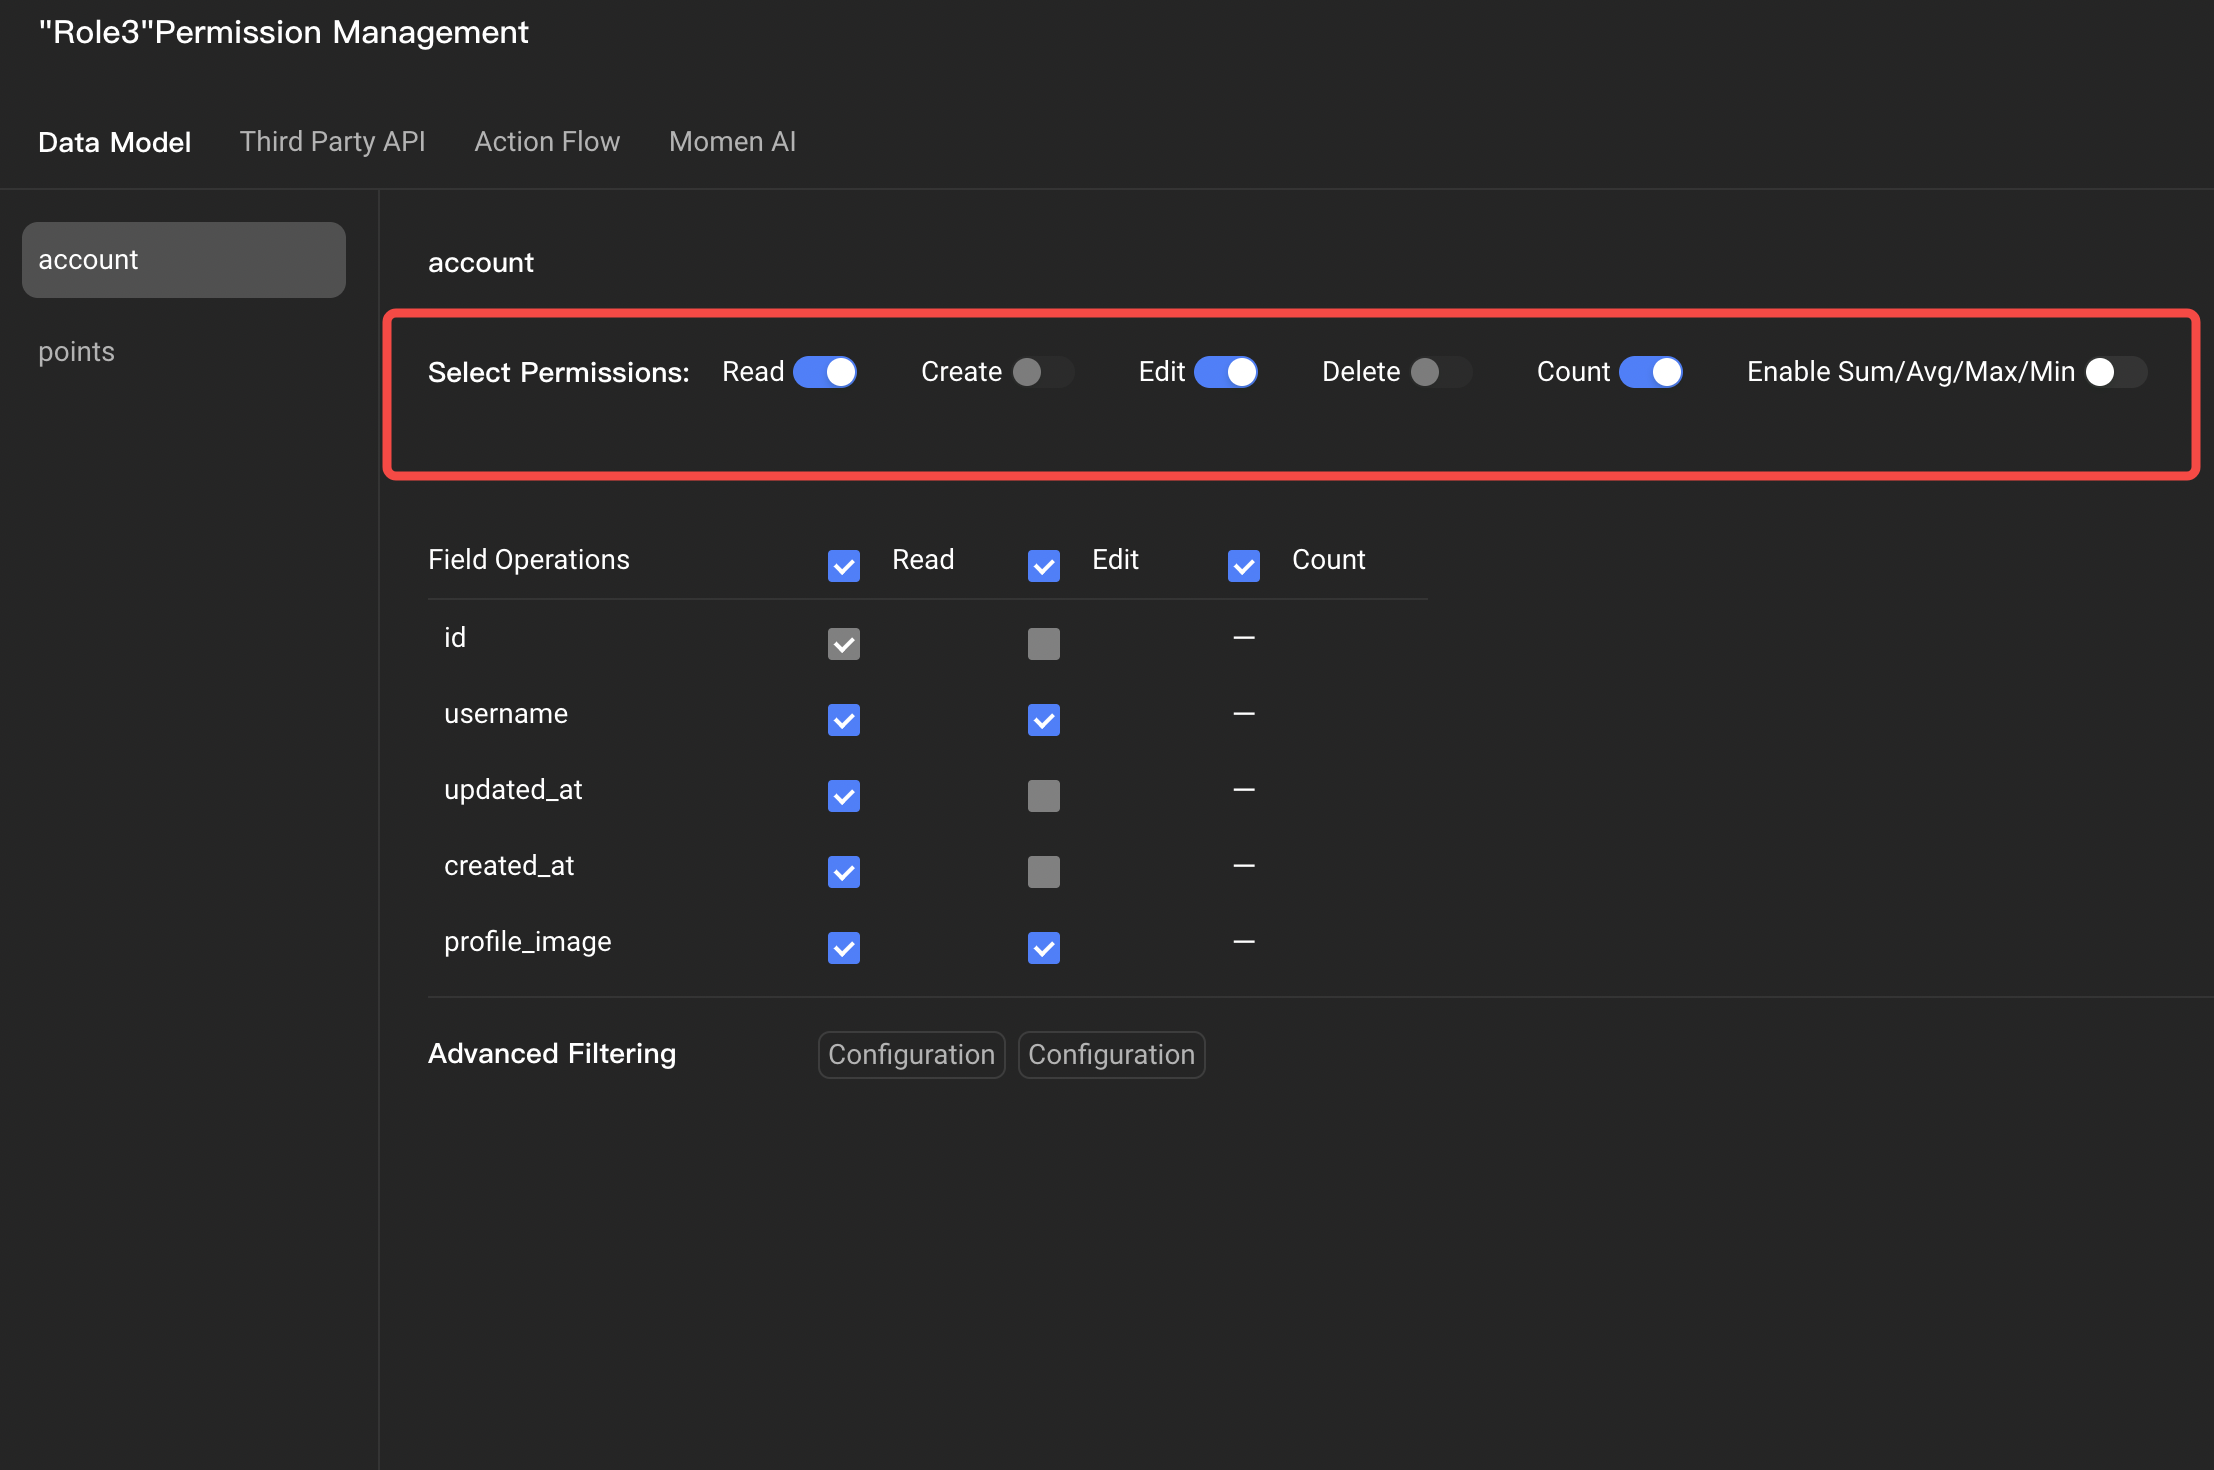 "Role3"Permission Management
Data Model Third Party API Action Flow Momen AI
account
points
account
Select Permissions: Read Create Edit Delete Count Enable Sum/Avg/Max/Min
Field Operations Read Edit Count
id —
username —
updated_at —
created_at —
profile_image —
Advanced Filtering Configuration Configuration